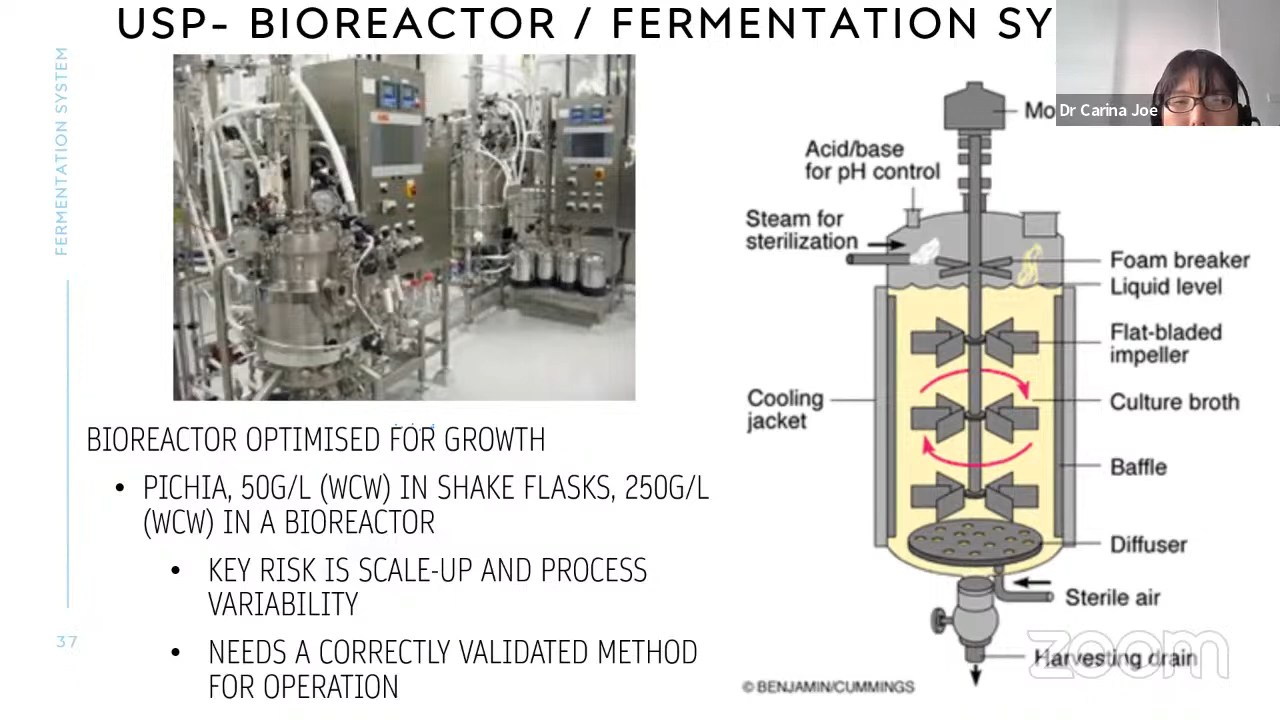 USP- BIOREACTOR / FERMENTATION SY
FERMENTATION SYSTEM
37
Dr Carina Joe
BIOREACTOR OPTIMISED FOR GROWTH
• PICHIA, 50G/L (WCW) IN SHAKE FLASKS, 250G/L
(WCW) IN A BIOREACTOR
• KEY RISK IS SCALE-UP AND PROCESS
VARIABILITY
• NEEDS A CORRECTLY VALIDATED METHOD
FOR OPERATION
Mo
Acid/base
for pH control
Steam for
sterilization
Foam breaker
Liquid level
Flat-bladed
impeller
Cooling
jacket
Culture broth
Baffle
Diffuser
Sterile air
Harvesting drain
© BENJAMIN/CUMMINGS
zoom